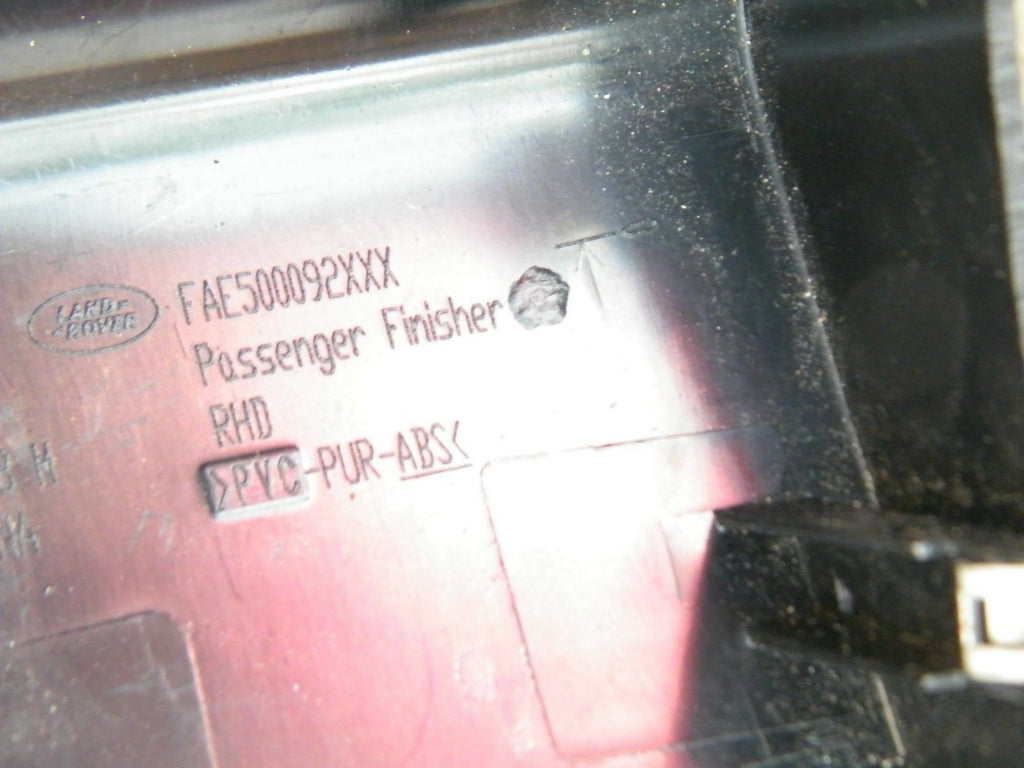 LAND-
ROVER
FAE500092XXX
Passenger Finisher
RHD
>PVC-PUR-ABS<